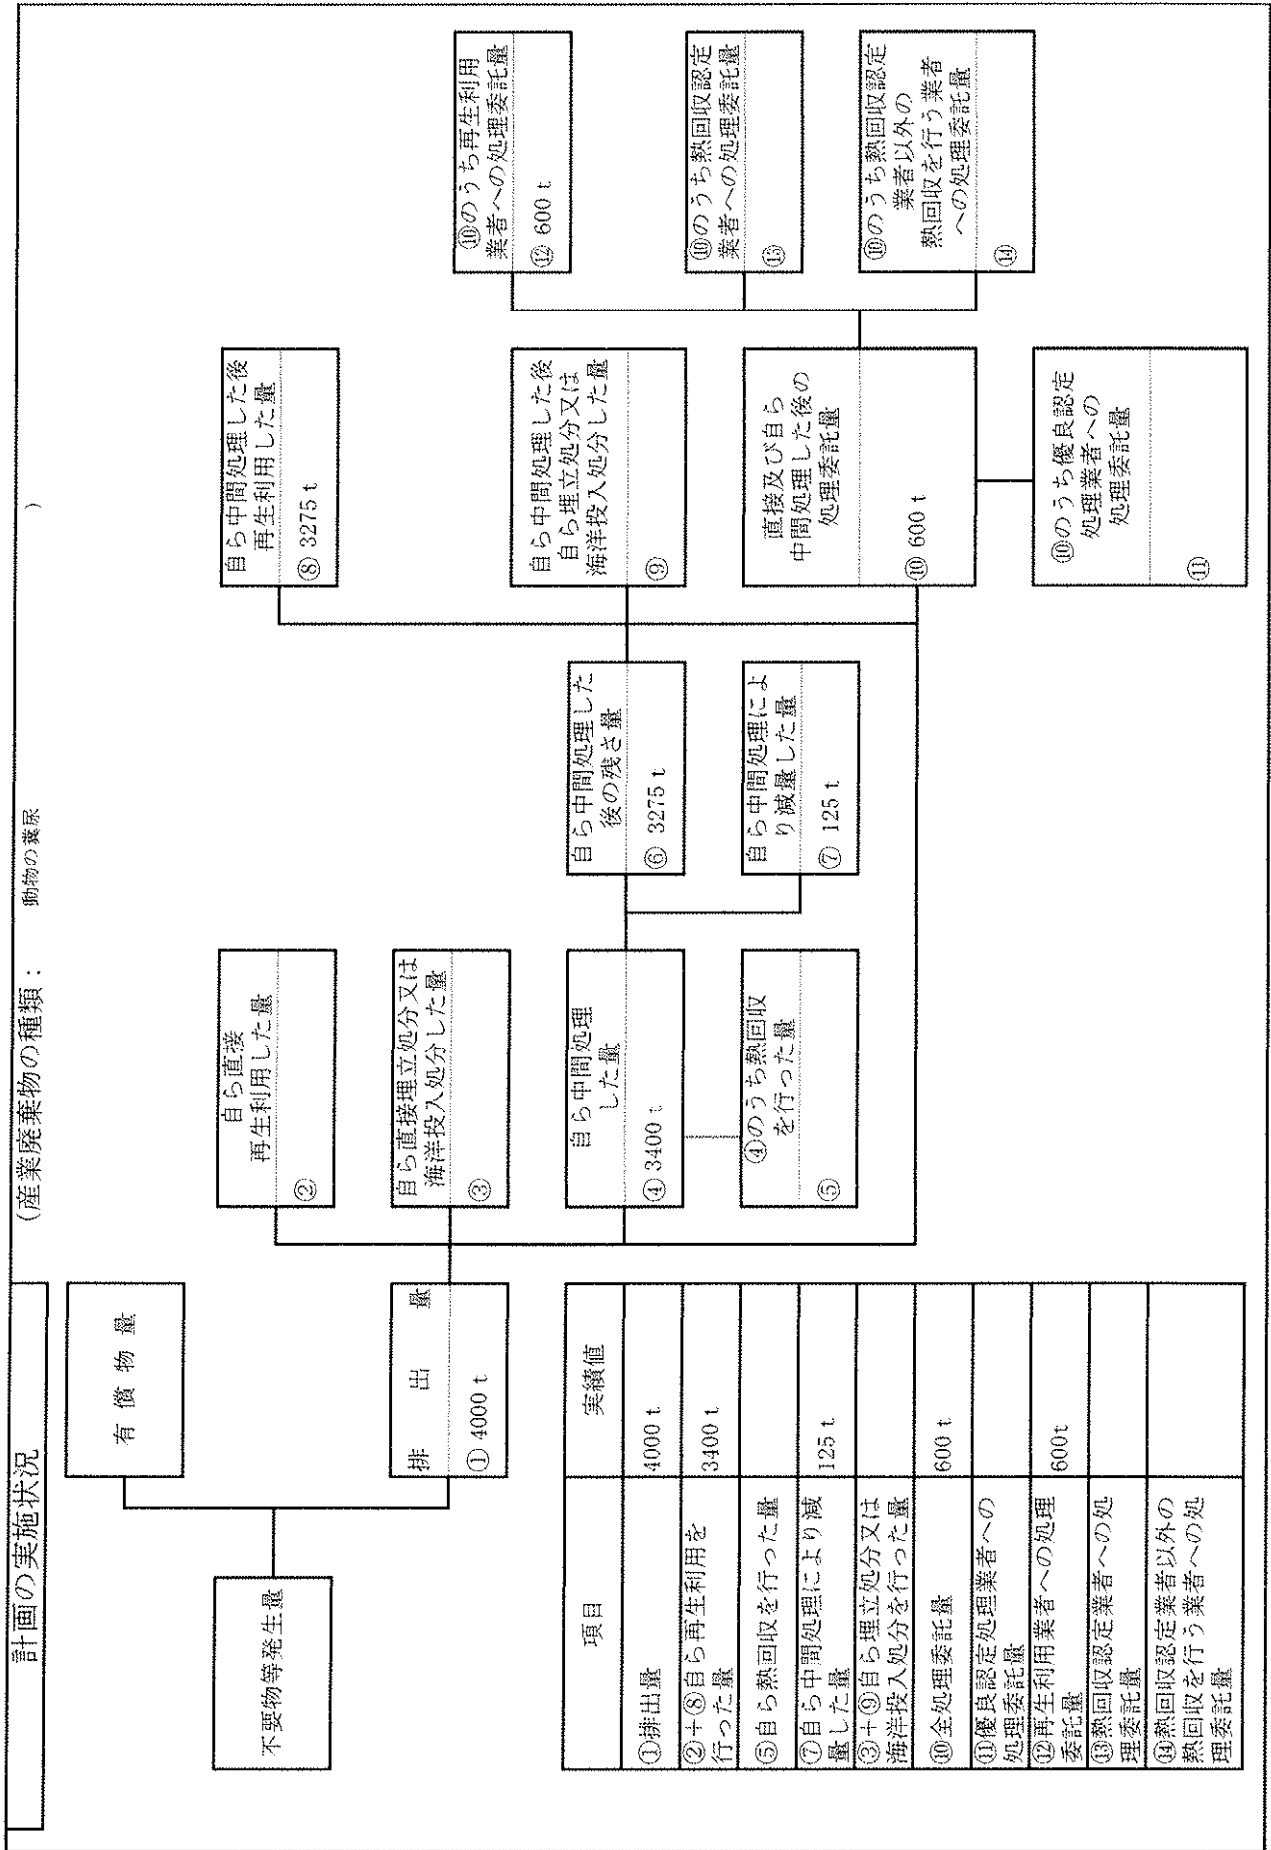 計画の実施状況
(産業廃棄物の種類： 動物の糞尿 )
不要物等発生量
有償物量
排出量
① 4000 t
自ら直接
再生利用した量
②
自ら直接埋立処分又は
海洋投入処分した量
③
自ら中間処理
した量
④ 3400 t
④のうち熱回収
を行った量
⑤
自ら中間処理した
後の残さ量
⑥ 3275 t
自ら中間処理によ
り減量した量
⑦ 125 t
自ら中間処理した後
再生利用した量
⑧ 3275 t
自ら中間処理した後
自ら埋立処分又は
海洋投入処分した量
⑨
直接及び自ら
中間処理した後の
処理委託量
⑩ 600 t
⑩のうち優良認定
処理業者への
処理委託量
⑪
⑩のうち再生利用
業者への処理委託量
⑫ 600 t
⑩のうち熱回収認定
業者への処理委託量
⑬
⑩のうち熱回収認定
業者以外の
熱回収を行う業者
への処理委託量
⑭
項目 実績値
①排出量 4000 t
②＋⑧自ら再生利用を
行った量 3400 t
⑤自ら熱回収を行った量
⑦自ら中間処理により減
量した量 125 t
③＋⑨自ら埋立処分又は
海洋投入処分を行った量
⑩全処理委託量 600 t
⑪優良認定処理業者への
処理委託量
⑫再生利用業者への処理
委託量 600t
⑬熱回収認定業者への処
理委託量
⑭熱回収認定業者以外の
熱回収を行う業者への処
理委託量